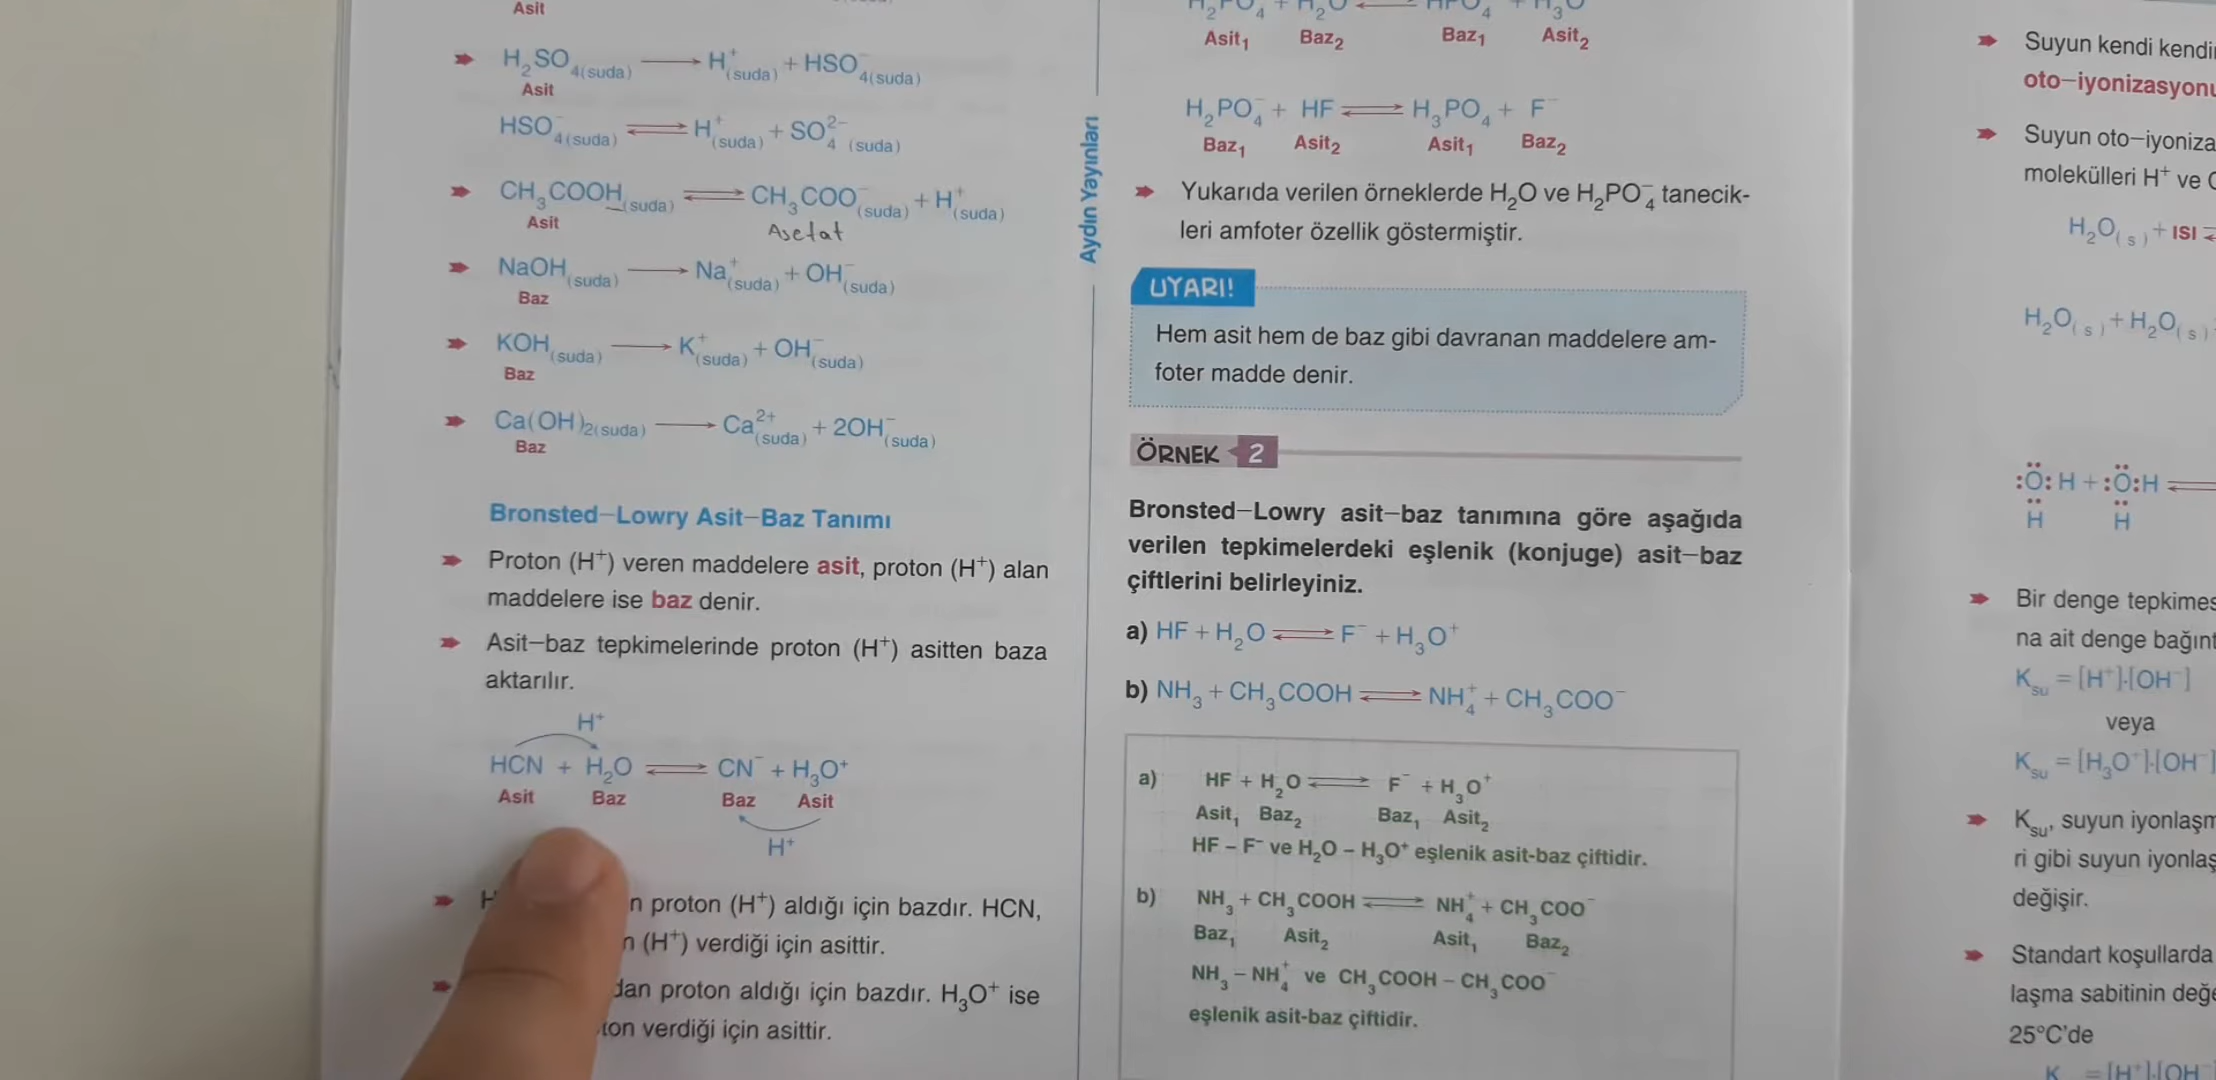 Asit
H₂SO₄(suda) ⟶ H⁺(suda) + HSO₄⁻(suda)
Asit
HSO₄⁻(suda) ⇌ H⁺(suda) + SO₄²⁻(suda)
CH₃COOH(suda) ⇌ CH₃COO⁻(suda) + H⁺(suda)
Asit
Asetat
NaOH(suda) ⟶ Na⁺(suda) + OH⁻(suda)
Baz
KOH(suda) ⟶ K⁺(suda) + OH⁻(suda)
Baz
Ca(OH)₂(suda) ⟶ Ca²⁺(suda) + 2OH⁻(suda)
Baz
Bronsted–Lowry Asit–Baz Tanımı
Proton (H⁺) veren maddelere asit, proton (H⁺) alan
maddelere ise baz denir.
Asit–baz tepkimelerinde proton (H⁺) asitten baza
aktarılır.
H⁺
HCN + H₂O ⇌ CN⁻ + H₃O⁺
Asit Baz Baz Asit
H⁺
proton (H⁺) aldığı için bazdır. HCN,
(H⁺) verdiği için asittir.
proton aldığı için bazdır. H₃O⁺ ise
verdiği için asittir.
Aydın Yayınları
H₂PO₄⁻ + H₂O ⇌ HPO₄ + H₃O
Asit₁ Baz₂ Baz₁ Asit₂
H₂PO₄⁻ + HF ⇌ H₃PO₄ + F⁻
Baz₁ Asit₂ Asit₁ Baz₂
Yukarıda verilen örneklerde H₂O ve H₂PO₄⁻ tanecik-
leri amfoter özellik göstermiştir.
UYARI!
Hem asit hem de baz gibi davranan maddelere am-
foter madde denir.
ÖRNEK 2
Bronsted–Lowry asit–baz tanımına göre aşağıda
verilen tepkimelerdeki eşlenik (konjuge) asit–baz
çiftlerini belirleyiniz.
a) HF + H₂O ⇌ F⁻ + H₃O⁺
b) NH₃ + CH₃COOH ⇌ NH₄⁺ + CH₃COO⁻
a) HF + H₂O ⇌ F⁻ + H₃O⁺
Asit₁ Baz₂ Baz₁ Asit₂
HF – F⁻ ve H₂O – H₃O⁺ eşlenik asit-baz çiftidir.
b) NH₃ + CH₃COOH ⇌ NH₄⁺ + CH₃COO⁻
Baz₁ Asit₂ Asit₁ Baz₂
NH₃ – NH₄⁺ ve CH₃COOH – CH₃COO⁻
eşlenik asit-baz çiftidir.
Suyun kendi
oto–iyonizasyonu
Suyun
molekülleri H⁺ ve
H₂O(s) + ISI
H₂O(s) + H₂O(s)
:Ö:H + :Ö:H ⇌
H H
Bir denge
na ait denge
Kₛᵤ = [H⁺]·[OH⁻]
veya
Kₛᵤ = [H₃O⁺]·[OH⁻]
Kₛᵤ, suyun
ri gibi suyun
değişir.
Standart koşullarda
laşma sabitinin
25°C'de
K = [H⁺]·[OH